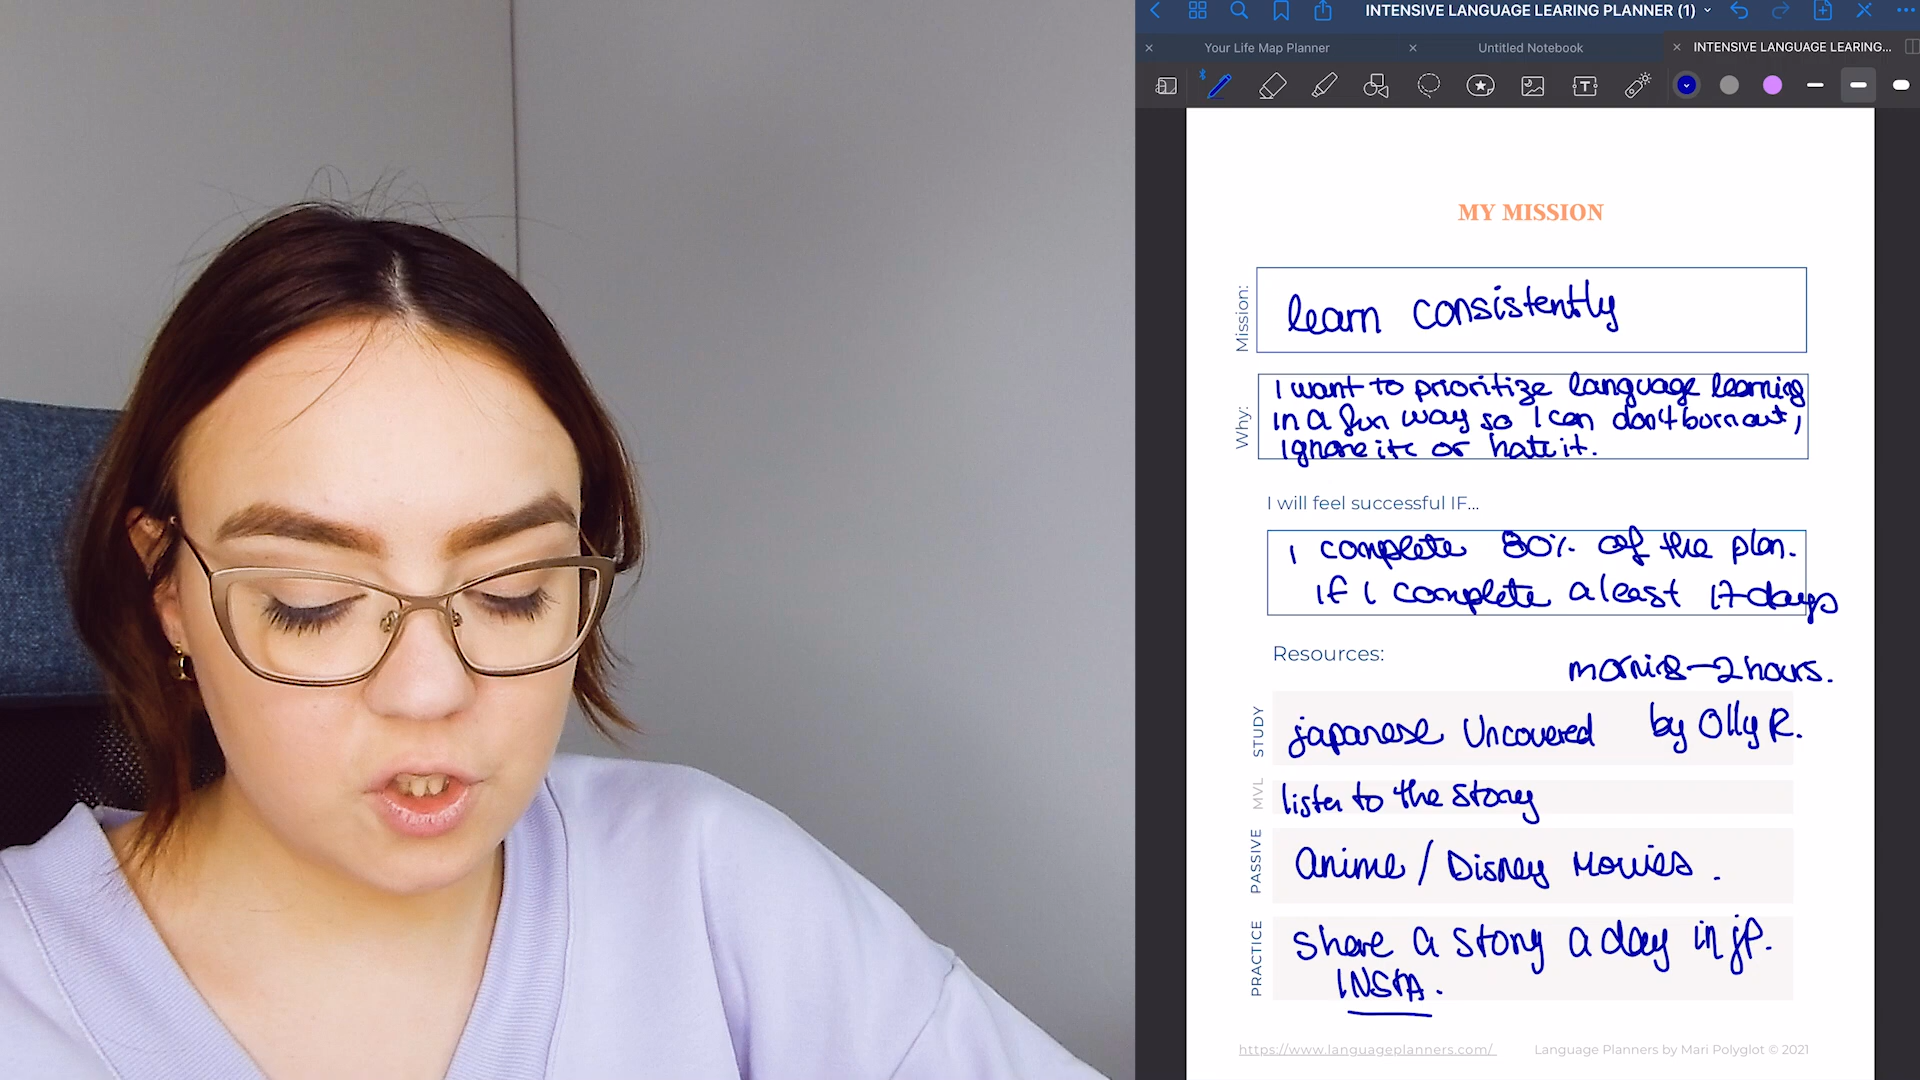 INTENSIVE LANGUAGE LEARING PLANNER (1)
Your Life Map Planner
Untitled Notebook
INTENSIVE LANGUAGE LEARING...
MY MISSION
Mission:
learn consistently
Why:
I want to prioritize language learning
in a fun way so I can don't burn out,
ignore it or hate it.
I will feel successful IF...
I complete 80% of the plan.
if I complete a least 17 days
Resources:
morning - 2 hours.
STUDY
japanese Uncovered by Olly R.
MVL
listen to the story
PASSIVE
anime / Disney Movies.
PRACTICE
share a story a day in jp.
INSTA.
https://www.languageplanners.com/
Language Planners by Mari Polyglot © 2021